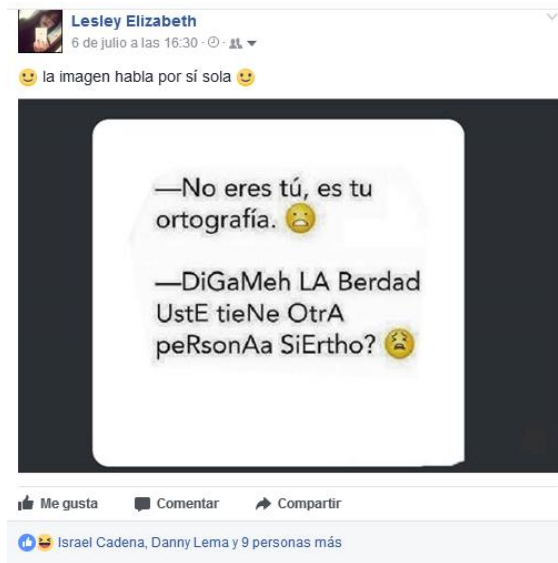 Lesley Elizabeth
6 de julio a las 16:30
la imagen habla por sí sola
—No eres tú, es tu
ortografía.
—DiGaMeh LA Berdad
UstE tieNe OtrA
peRsonAa SiErtho?
Me gusta Comentar Compartir
Israel Cadena, Danny Lema y 9 personas más